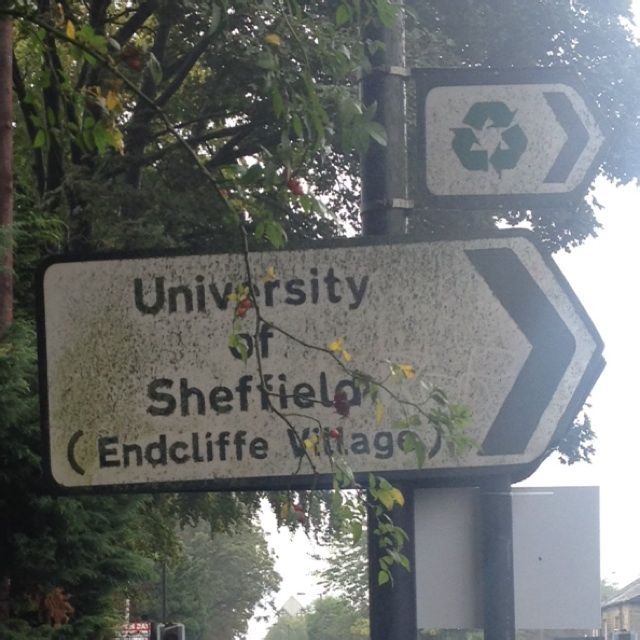 University
of
Sheffield
(Endcliffe Village)